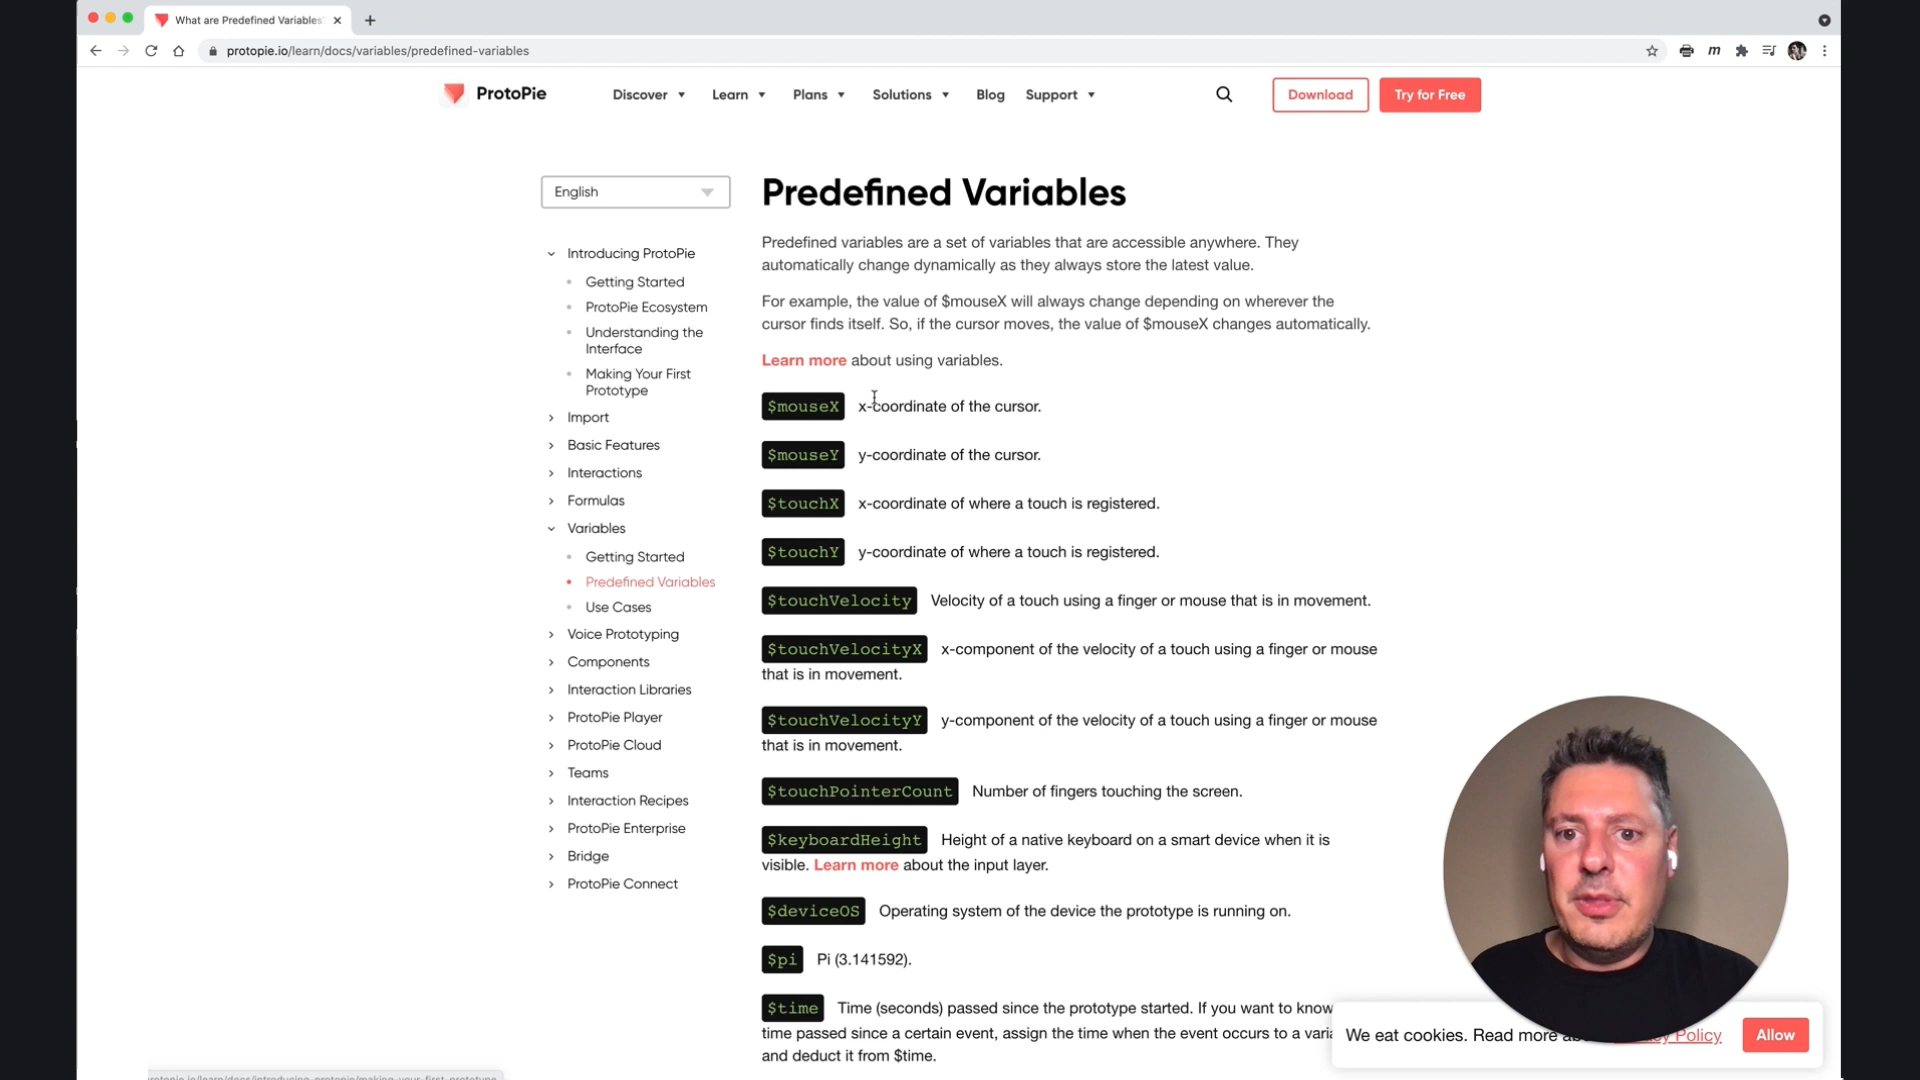 What are Predefined Variables
protopie.io/learn/docs/variables/predefined-variables
m
ProtoPie
Discover
Learn
Plans
Solutions
Blog
Support
Download
Try for Free
English
Introducing ProtoPie
Getting Started
ProtoPie Ecosystem
Understanding the
Interface
Making Your First
Prototype
Import
Basic Features
Interactions
Formulas
Variables
Getting Started
Predefined Variables
Use Cases
Voice Prototyping
Components
Interaction Libraries
ProtoPie Player
ProtoPie Cloud
Teams
Interaction Recipes
ProtoPie Enterprise
Bridge
ProtoPie Connect
Predefined Variables
Predefined variables are a set of variables that are accessible anywhere. They
automatically change dynamically as they always store the latest value.
For example, the value of $mouseX will always change depending on wherever the
cursor finds itself. So, if the cursor moves, the value of $mouseX changes automatically.
Learn more about using variables.
$mouseX x-coordinate of the cursor.
$mouseY y-coordinate of the cursor.
$touchX x-coordinate of where a touch is registered.
$touchY y-coordinate of where a touch is registered.
$touchVelocity Velocity of a touch using a finger or mouse that is in movement.
$touchVelocityX x-component of the velocity of a touch using a finger or mouse
that is in movement.
$touchVelocityY y-component of the velocity of a touch using a finger or mouse
that is in movement.
$touchPointerCount Number of fingers touching the screen.
$keyboardHeight Height of a native keyboard on a smart device when it is
visible. Learn more about the input layer.
$deviceOS Operating system of the device the prototype is running on.
$pi Pi (3.141592).
$time Time (seconds) passed since the prototype started. If you want to know
time passed since a certain event, assign the time when the event occurs to a
and deduct it from $time.
We eat cookies. Read more Policy
Allow